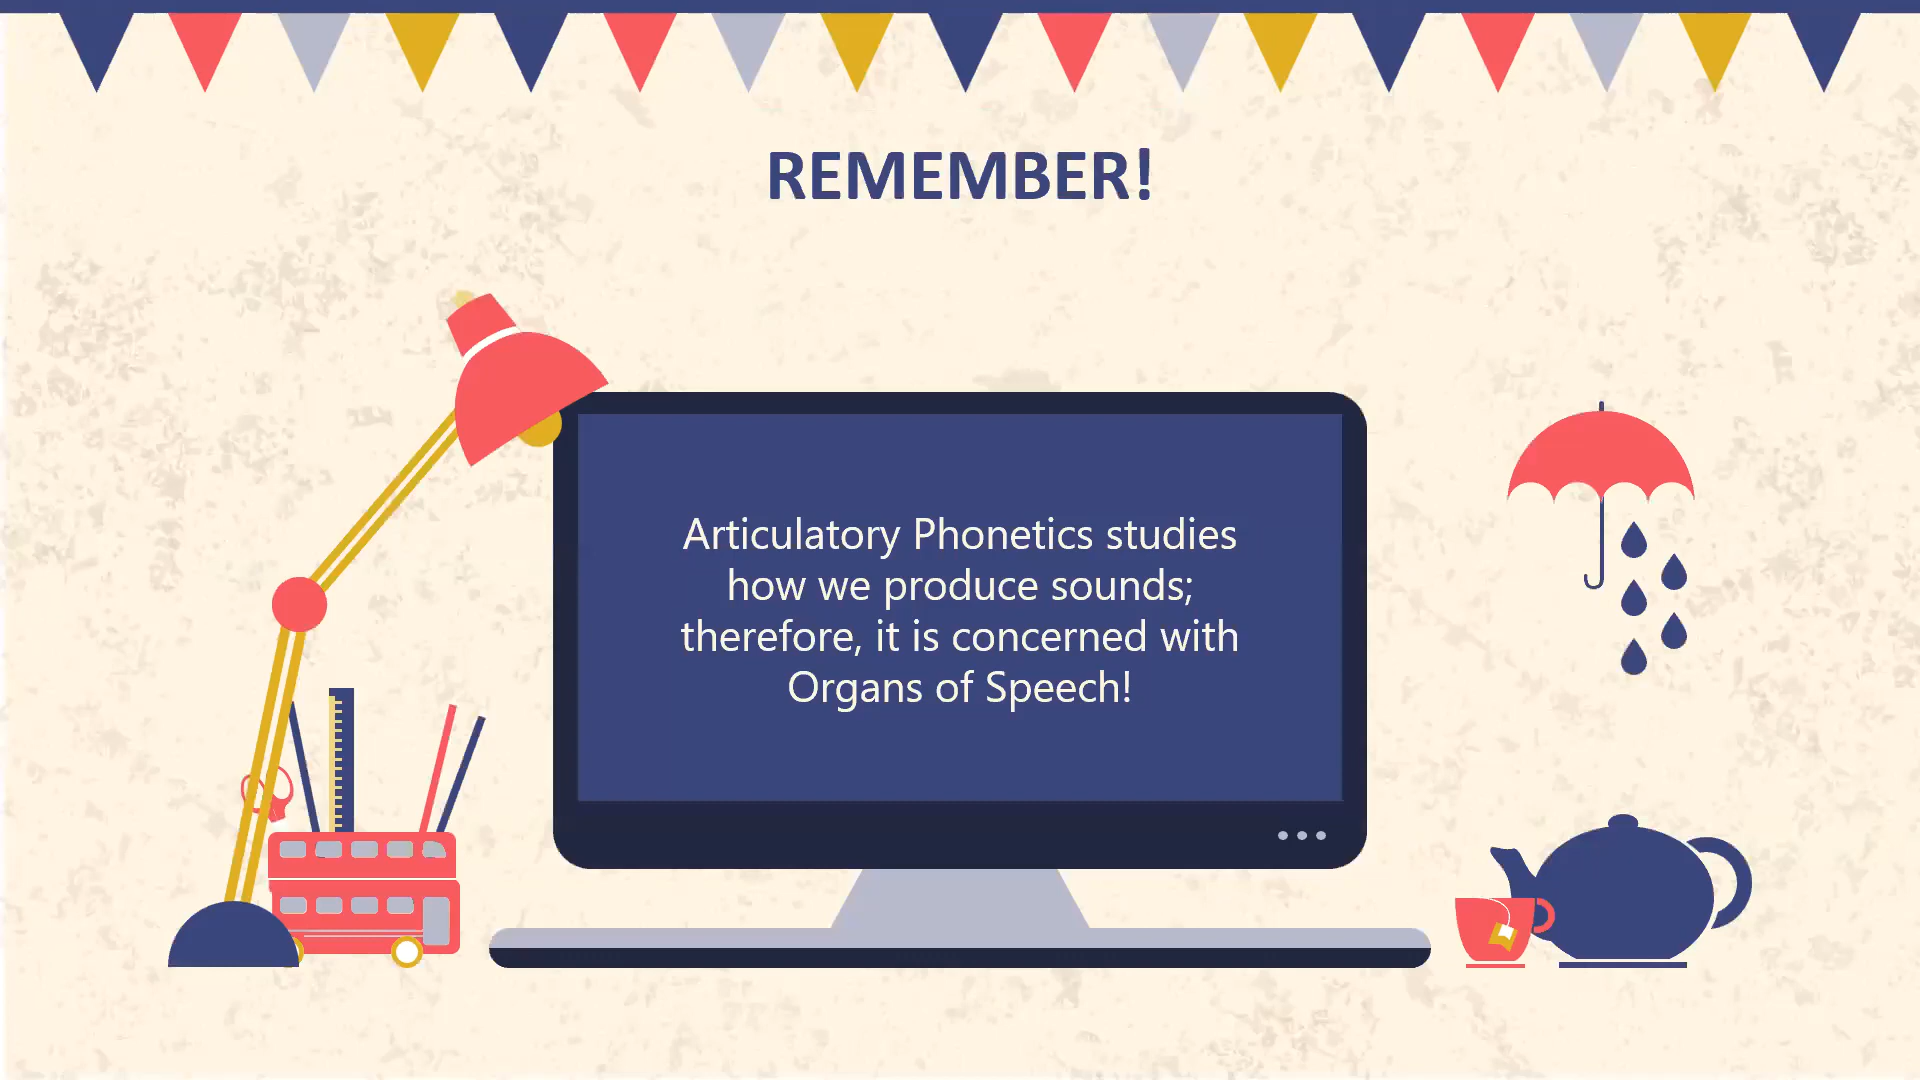 REMEMBER!
Articulatory Phonetics studies
how we produce sounds;
therefore, it is concerned with
Organs of Speech!